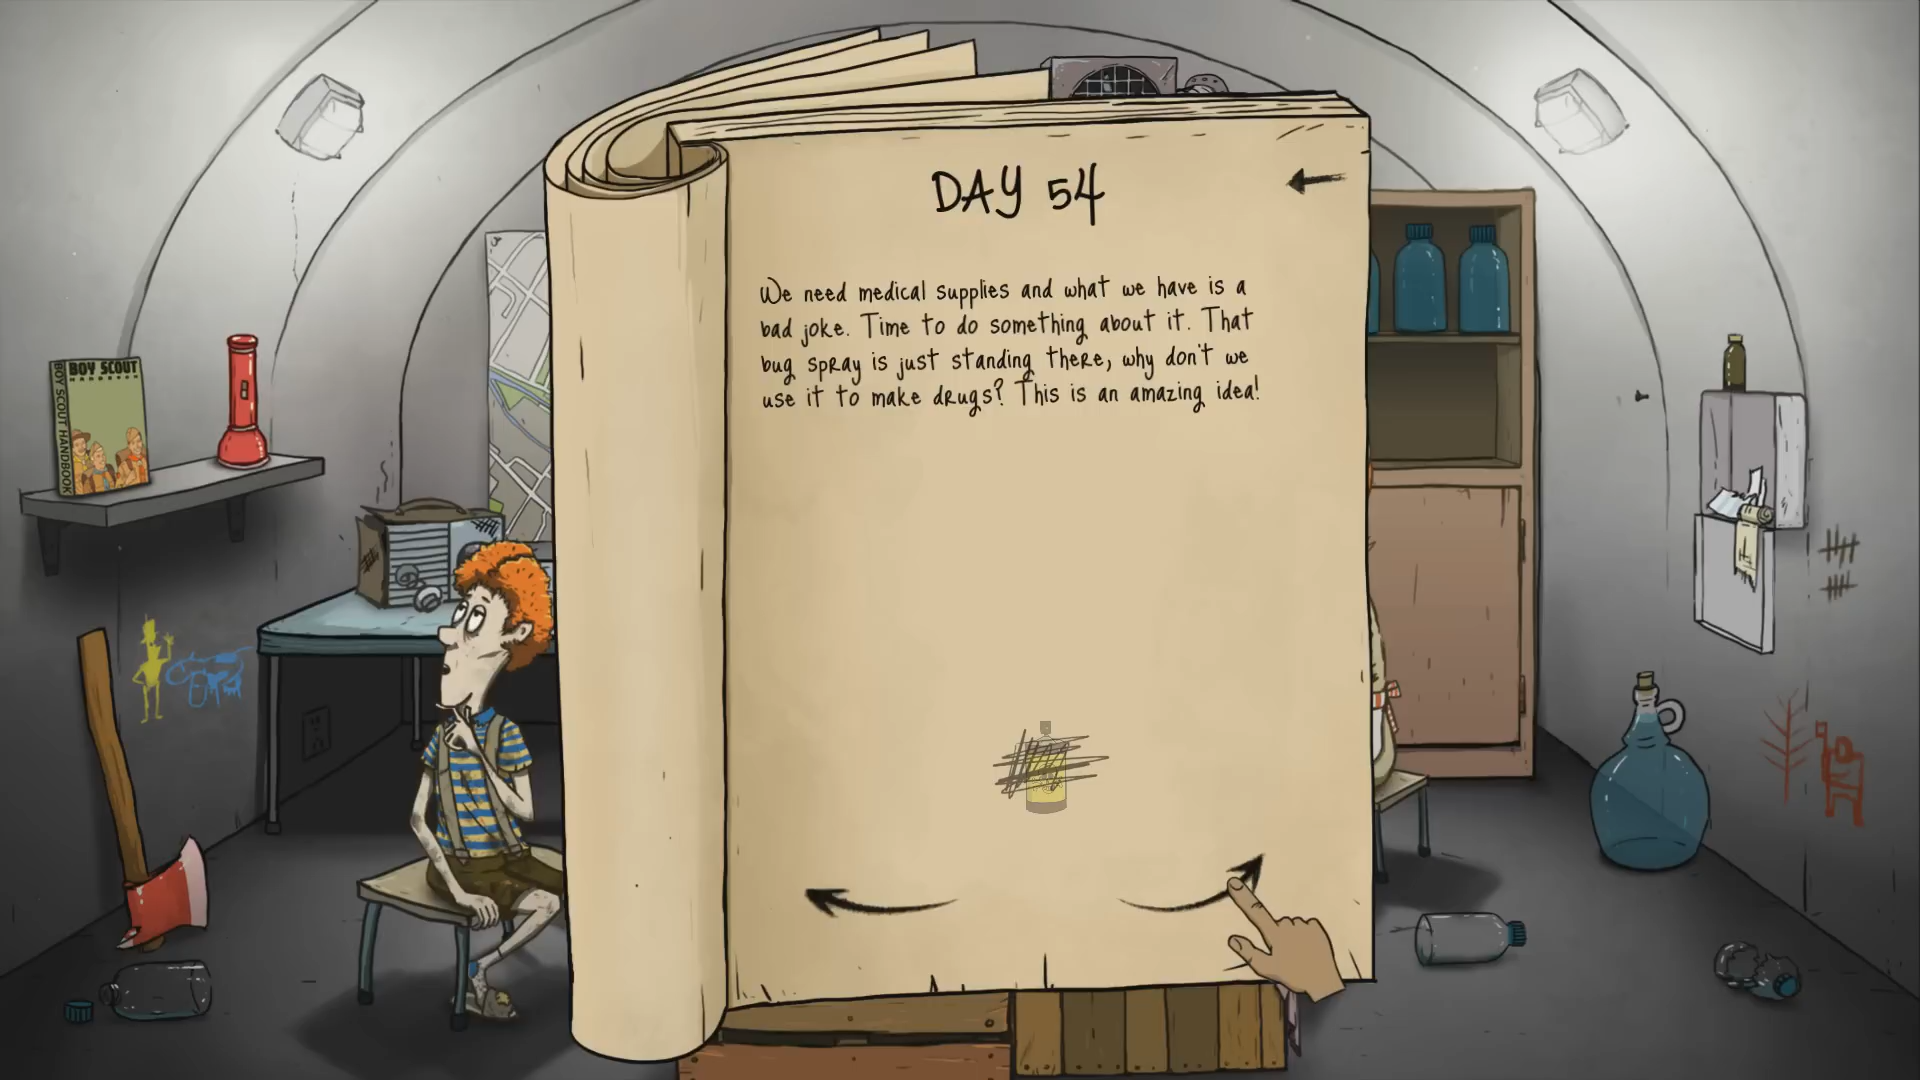 DAY 54
We need medical supplies and what we have is a
bad joke. Time to do something about it. That
bug spray is just standing there, why don't we
use it to make drugs? This is an amazing idea!
BOY SCOUT
HANDBOOK
BOY SCOUT HANDBOOK